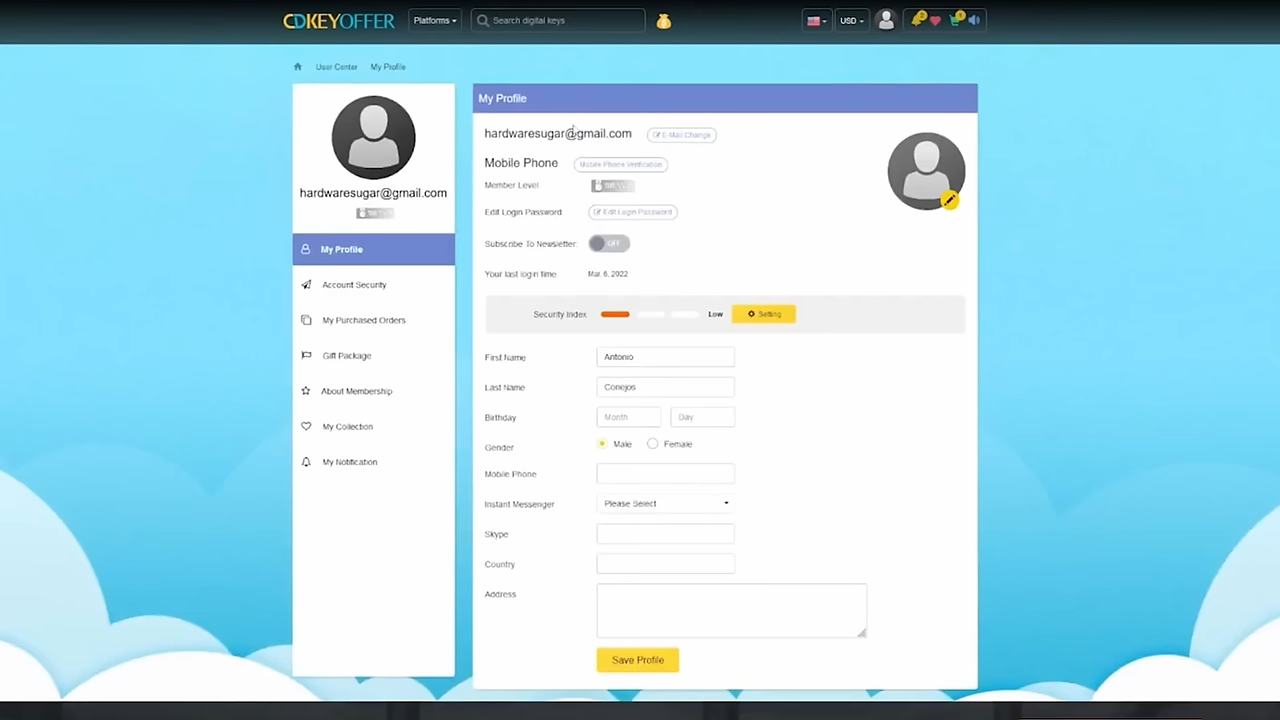 CDKEYOFFER Platforms Search digital keys USD
User Center My Profile
My Profile
hardwaresugar@gmail.com E-Mail Change
Mobile Phone Mobile Phone Verification
hardwaresugar@gmail.com
Member Level
Edit Login Password Edit Login Password
My Profile
Subscribe To Newsletter: OFF
Your last login time Mar. 6, 2022
Account Security
Security Index Low Setting
My Purchased Orders
Gift Package
About Membership
My Collection
My Notification
First Name Antonio
Last Name Conejos
Birthday Month Day
Gender Male Female
Mobile Phone
Instant Messenger Please Select
Skype
Country
Address
Save Profile